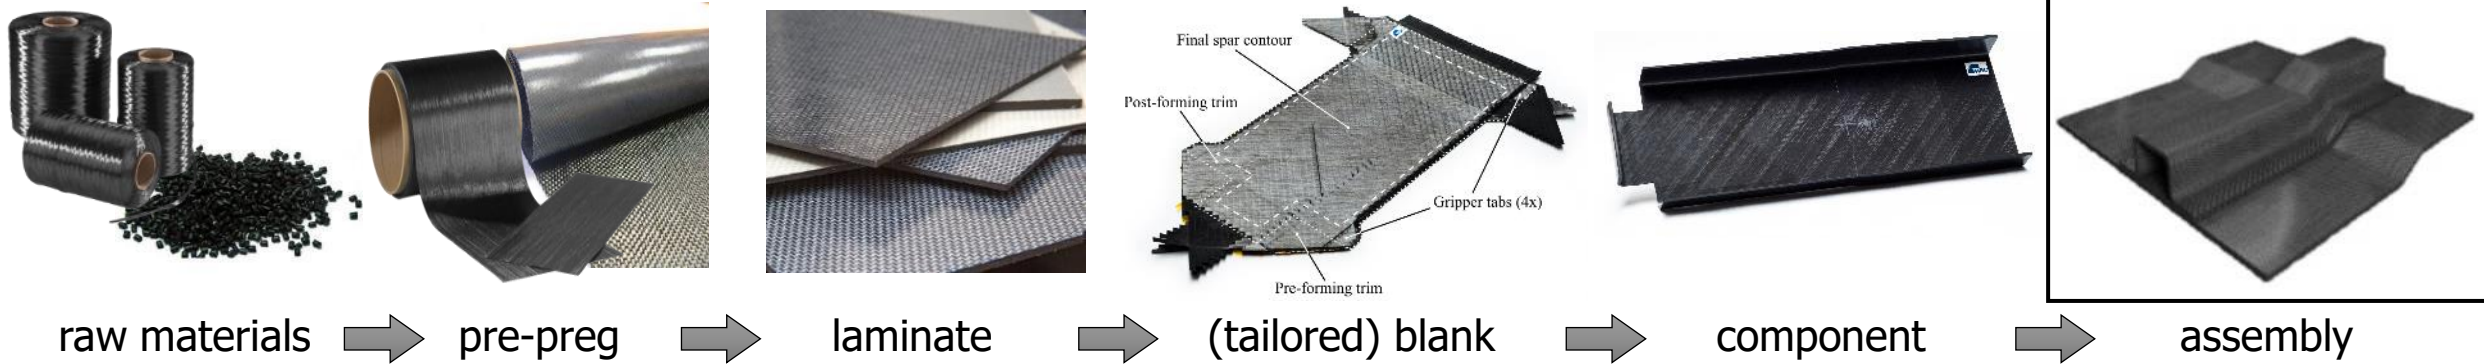 Final spar contour
Post-forming trim
Gripper tabs (4x)
Pre-forming trim
raw materials
pre-preg
laminate
(tailored) blank
component
assembly